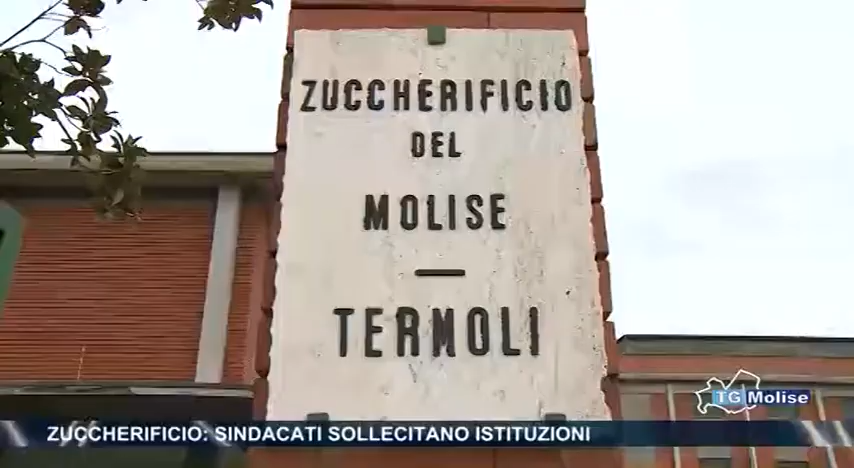 ZUCCHERIFICIO
DEL
MOLISE
—
TERMOLI
TG Molise
ZUCCHERIFICIO: SINDACATI SOLLECITANO ISTITUZIONI